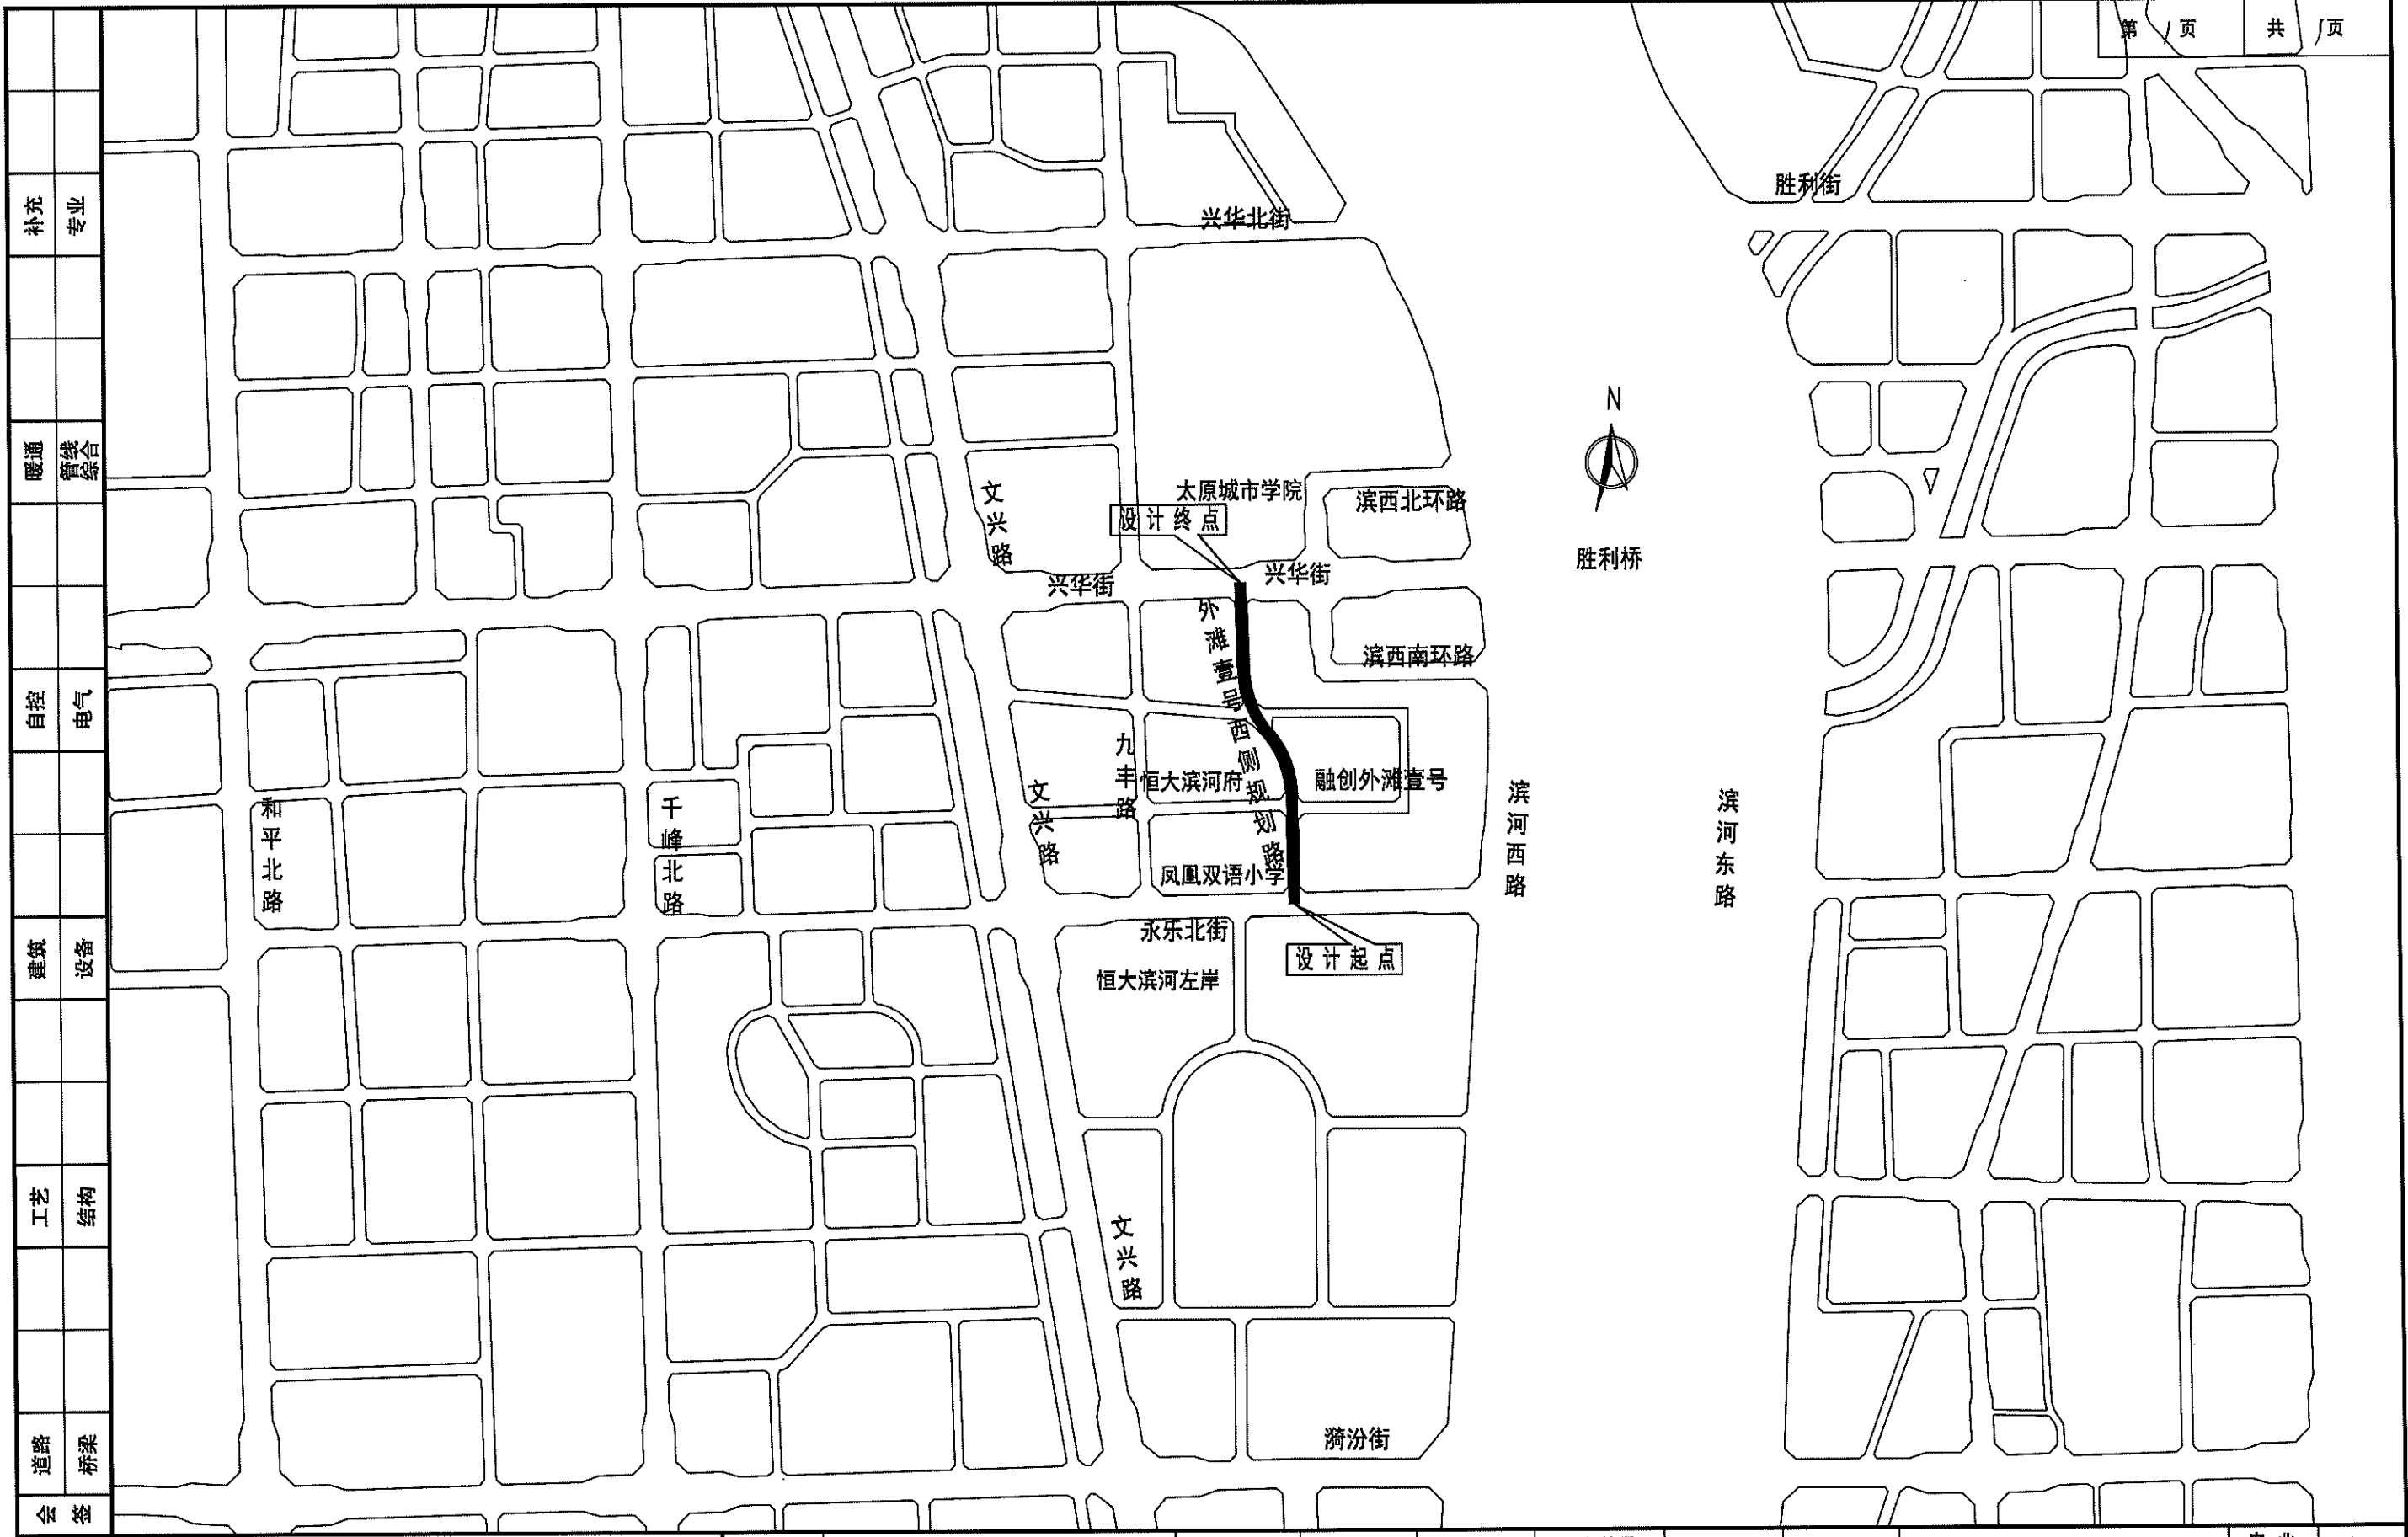 第 1 页 共 1 页
胜利街
兴华北街
N
太原城市学院
滨西北环路
设计终点
文兴路
胜利桥
兴华街
兴华街
外滩壹号西侧规划路
滨西南环路
九丰路
恒大滨河府
融创外滩壹号
文兴路
滨河西路
滨河东路
和平北路
千峰北路
凤凰双语小学
永乐北街
设计起点
恒大滨河左岸
文兴路
漪汾街
补充 专业
暖通 管线综合
自控 电气
建筑 设备
工艺 结构
道路 桥梁
会签